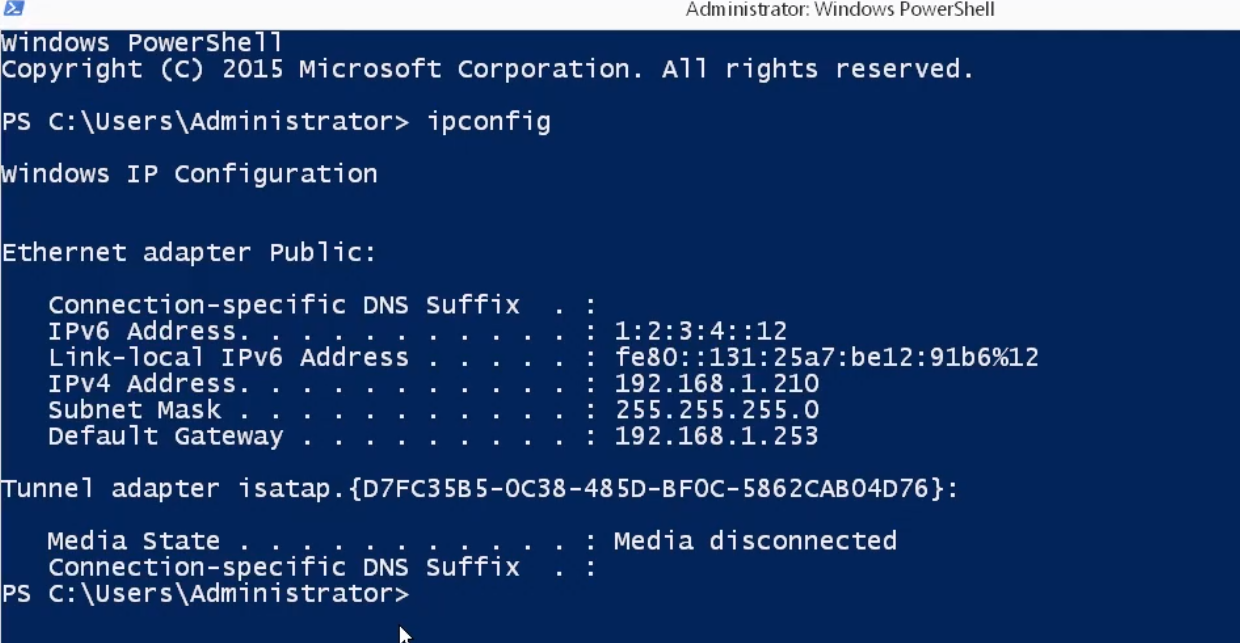 Administrator: Windows PowerShell
Windows PowerShell
Copyright (C) 2015 Microsoft Corporation. All rights reserved.
PS C:\Users\Administrator> ipconfig
Windows IP Configuration
Ethernet adapter Public:
   Connection-specific DNS Suffix  . :
   IPv6 Address. . . . . . . . . . . : 1:2:3:4::12
   Link-local IPv6 Address . . . . . : fe80::131:25a7:be12:91b6%12
   IPv4 Address. . . . . . . . . . . : 192.168.1.210
   Subnet Mask . . . . . . . . . . . : 255.255.255.0
   Default Gateway . . . . . . . . . : 192.168.1.253
Tunnel adapter isatap.{D7FC35B5-0C38-485D-BF0C-5862CAB04D76}:
   Media State . . . . . . . . . . . : Media disconnected
   Connection-specific DNS Suffix  . :
PS C:\Users\Administrator>